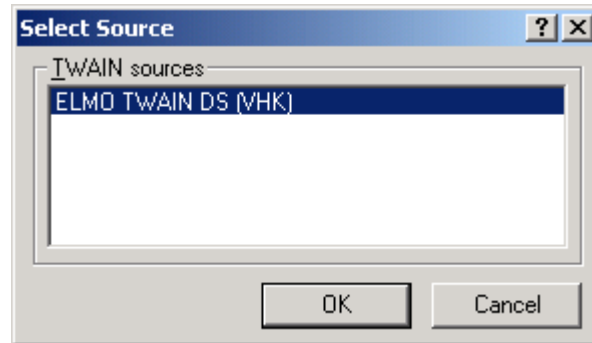 Select Source
TWAIN sources
ELMO TWAIN DS (VHK)
OK
Cancel